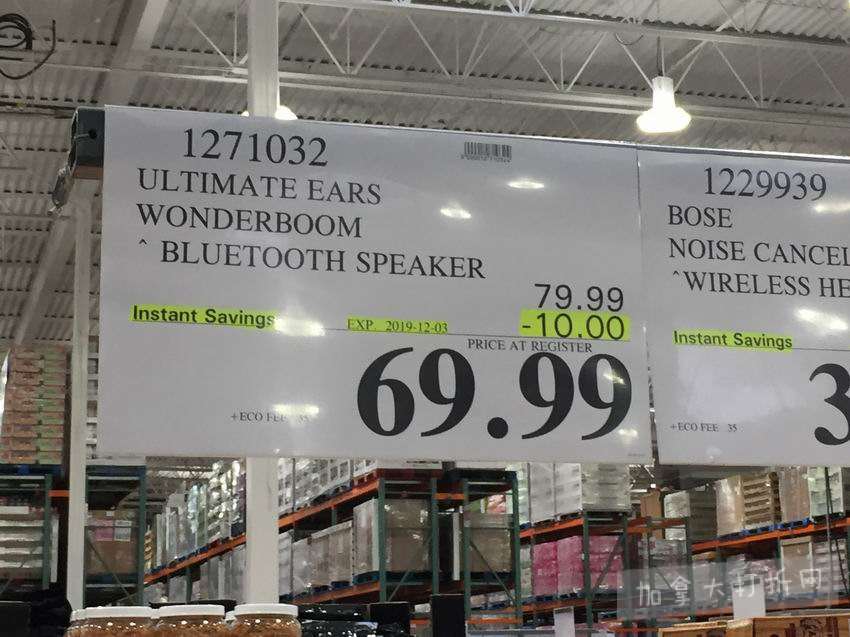 1271032
ULTIMATE EARS
WONDERBOOM
^ BLUETOOTH SPEAKER
79.99
Instant Savings EXP. 2019-12-03 -10.00
PRICE AT REGISTER
69.99
+ECO FEE 35
1229939
BOSE
NOISE CANCEL
^WIRELESS HE
Instant Savings
3
+ECO FEE 35
加拿大打折网